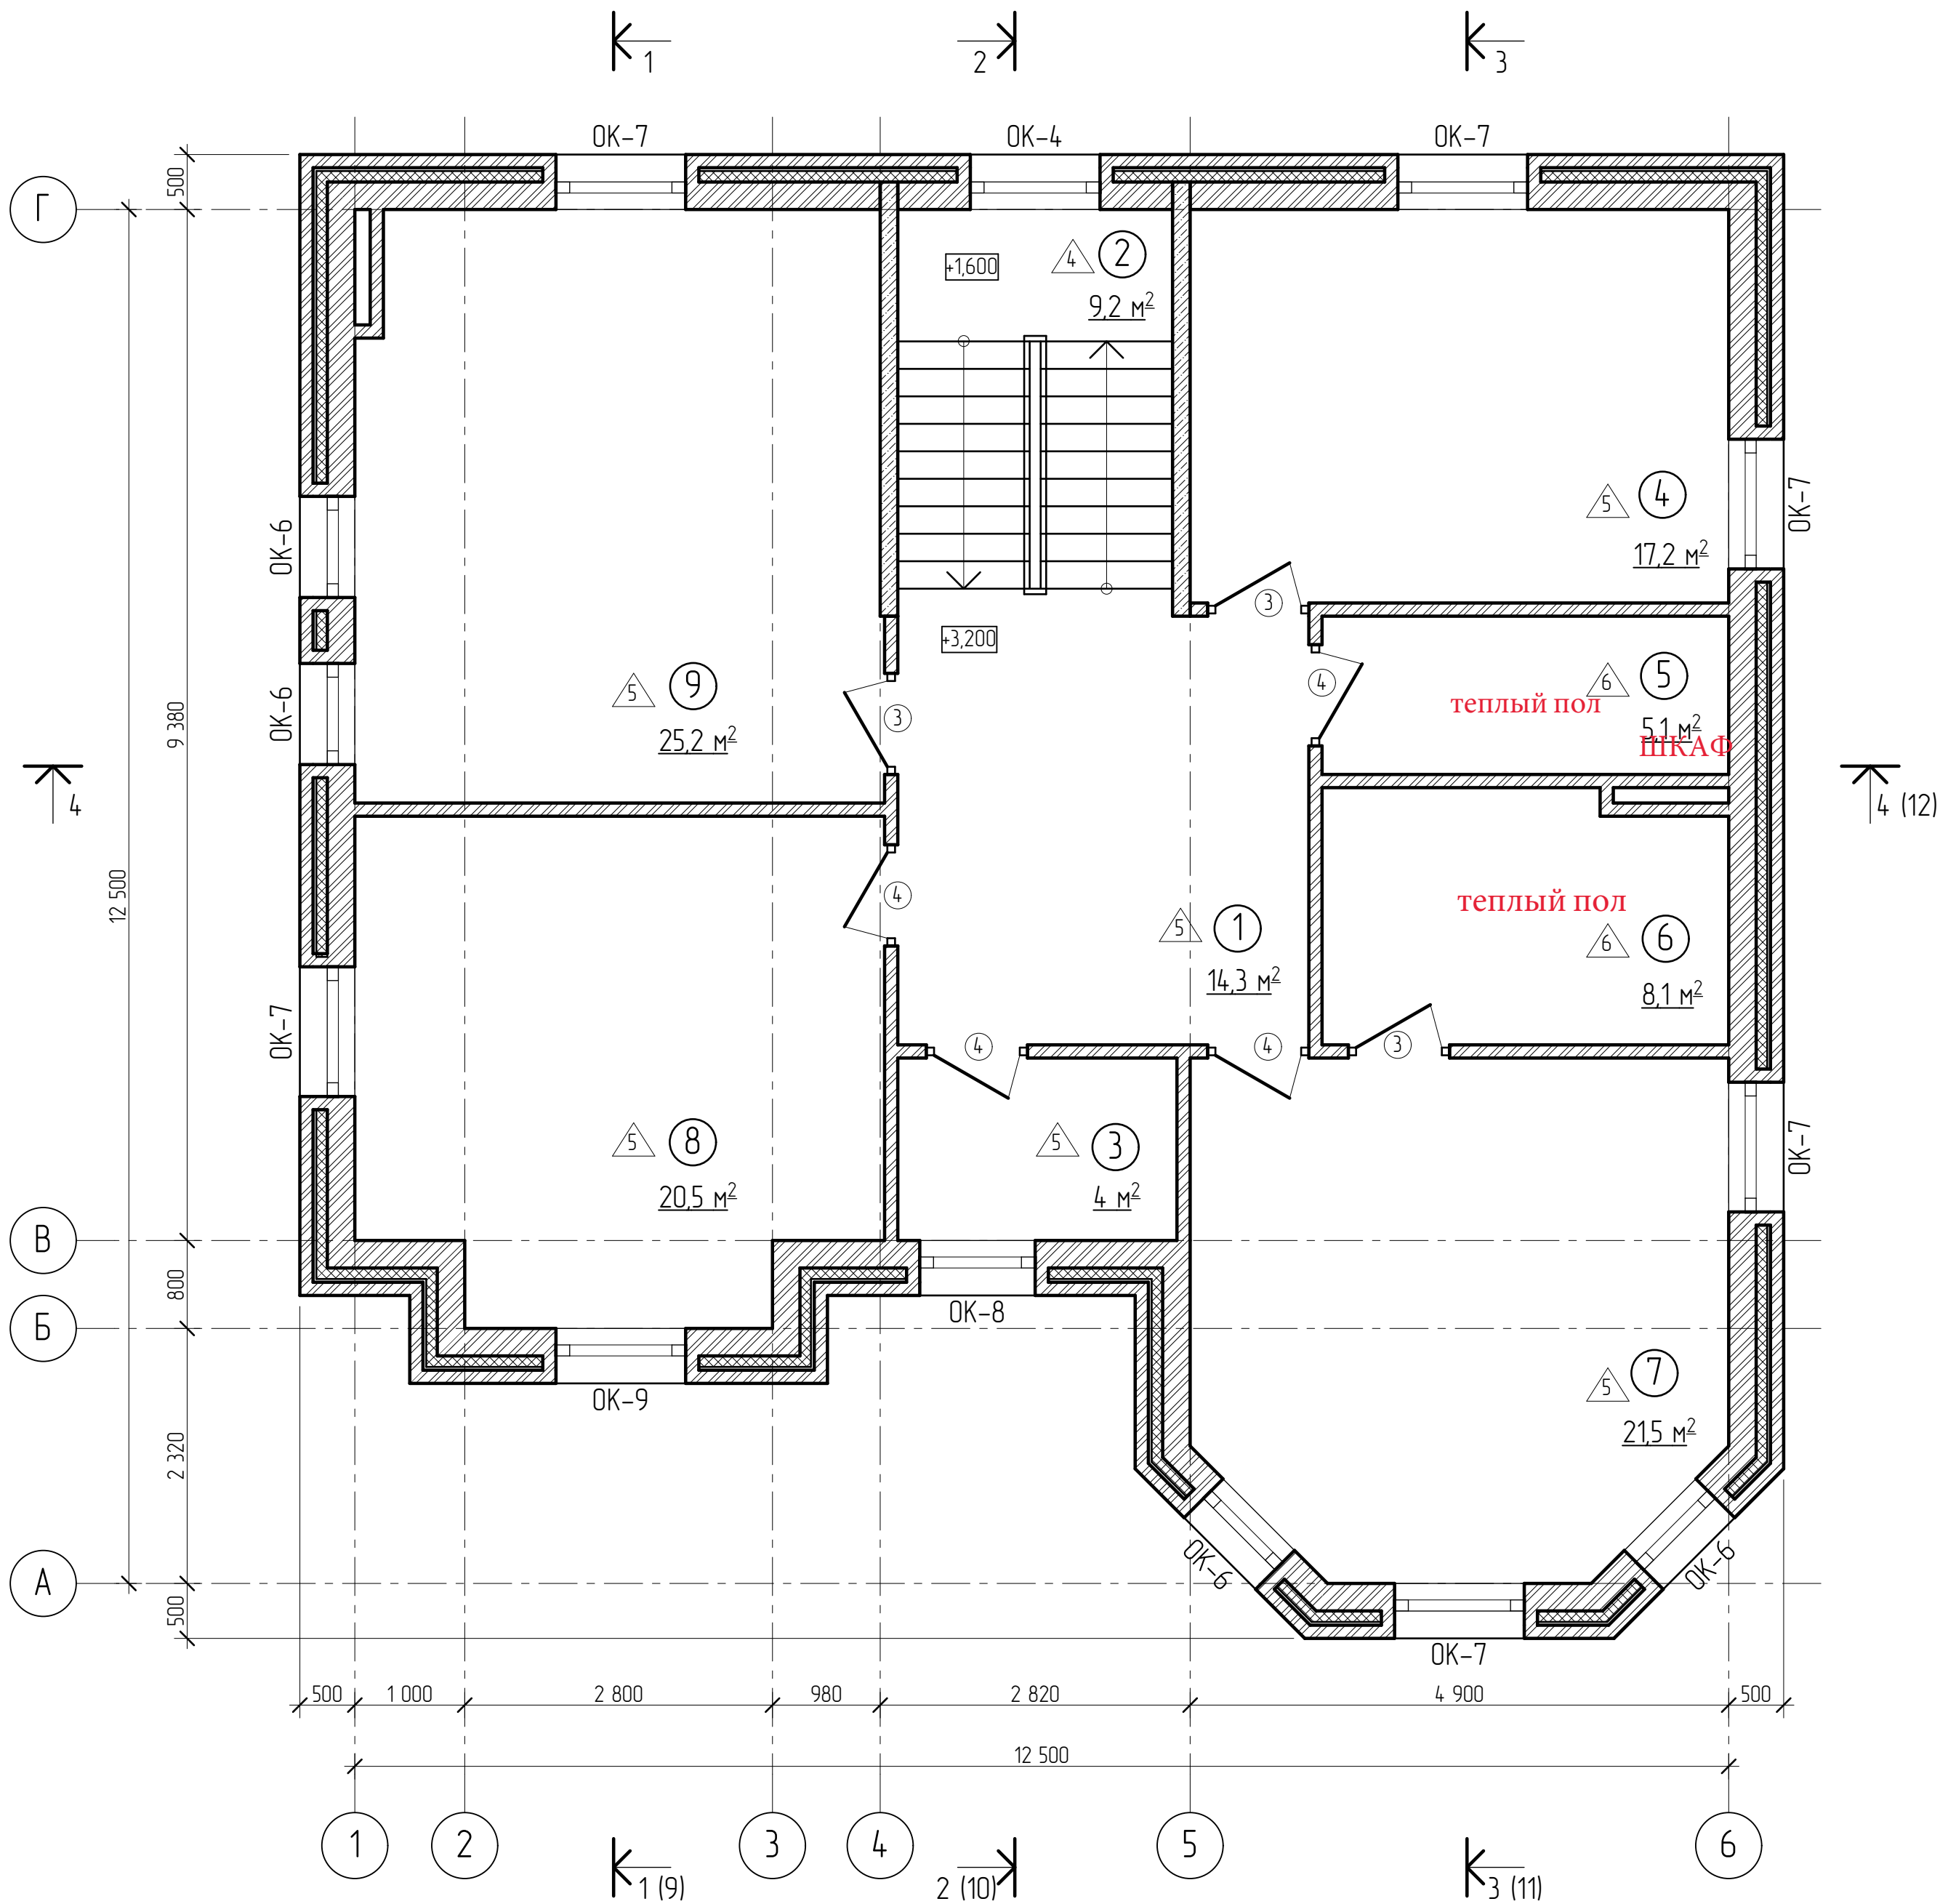 1
2
3
ОК-7
ОК-4
ОК-7
500
Г
+1,600
4
2
9,2 м²
ОК-6
5
4
17,2 м²
ОК-7
3
+3,200
9 380
ОК-6
5
9
25,2 м²
3
4
теплый пол
6
5
5,1 м²
ШКАФ
4
4 (12)
12 500
4
теплый пол
5
1
14,3 м²
6
6
8,1 м²
ОК-7
4
4
3
5
8
20,5 м²
5
3
4 м²
ОК-7
В
800
Б
ОК-8
ОК-9
5
7
21,5 м²
2 320
А
500
ОК-6
ОК-6
ОК-7
500
1 000
2 800
980
2 820
4 900
500
12 500
1
2
3
4
5
6
1 (9)
2 (10)
3 (11)